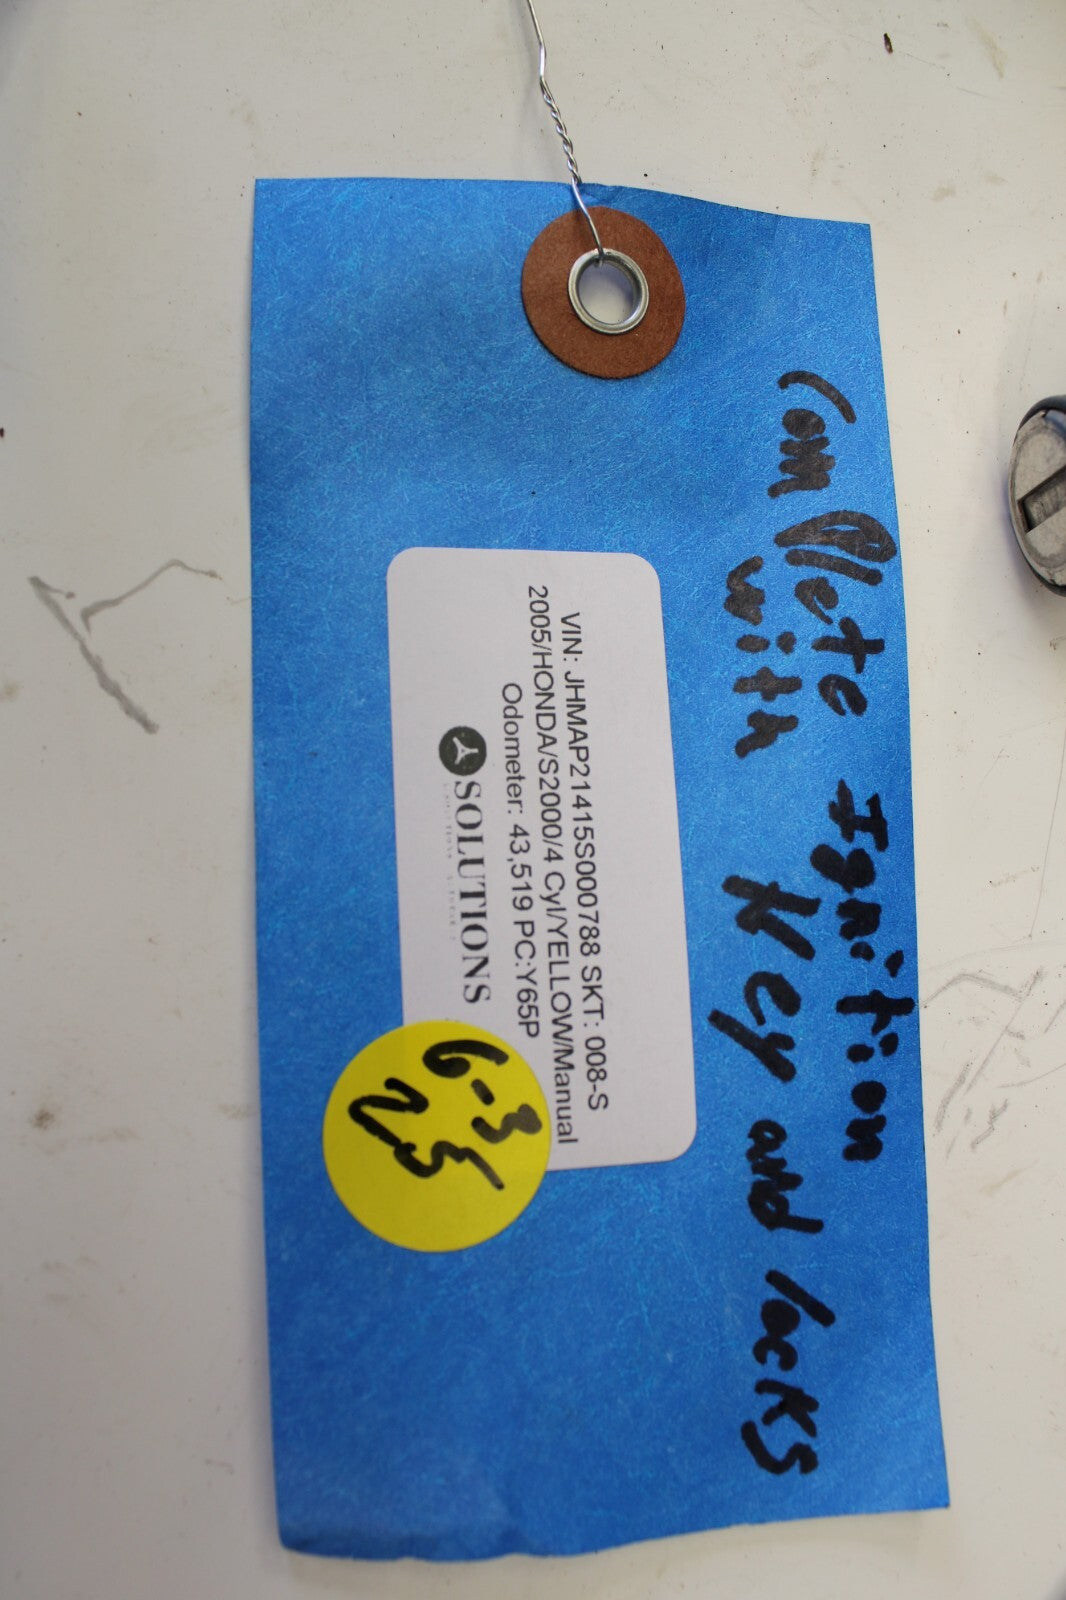 Complete Ignition
with Key and locks
VIN: JHMAP21415S000788 SKT: 008-S
2005/HONDA/S2000/4 Cyl/YELLOW/Manual
Odometer: 43,519 PC:Y65P
SOLUTIONS
6-3
25